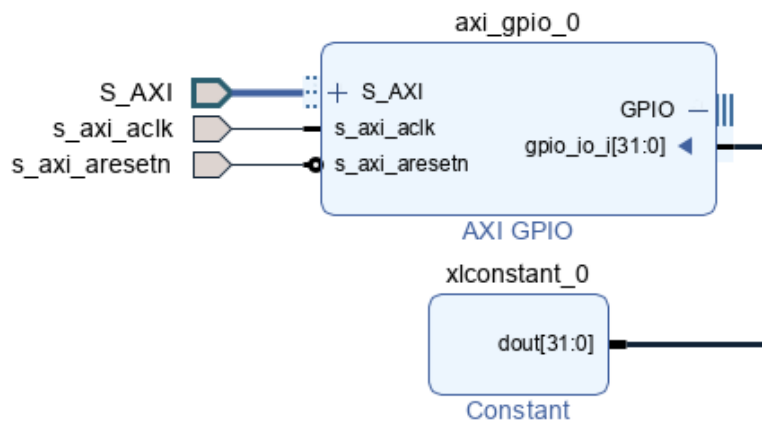 axi_gpio_0
S_AXI
s_axi_aclk
s_axi_aresetn
S_AXI
s_axi_aclk
s_axi_aresetn
GPIO
gpio_io_i[31:0]
AXI GPIO
xlconstant_0
dout[31:0]
Constant